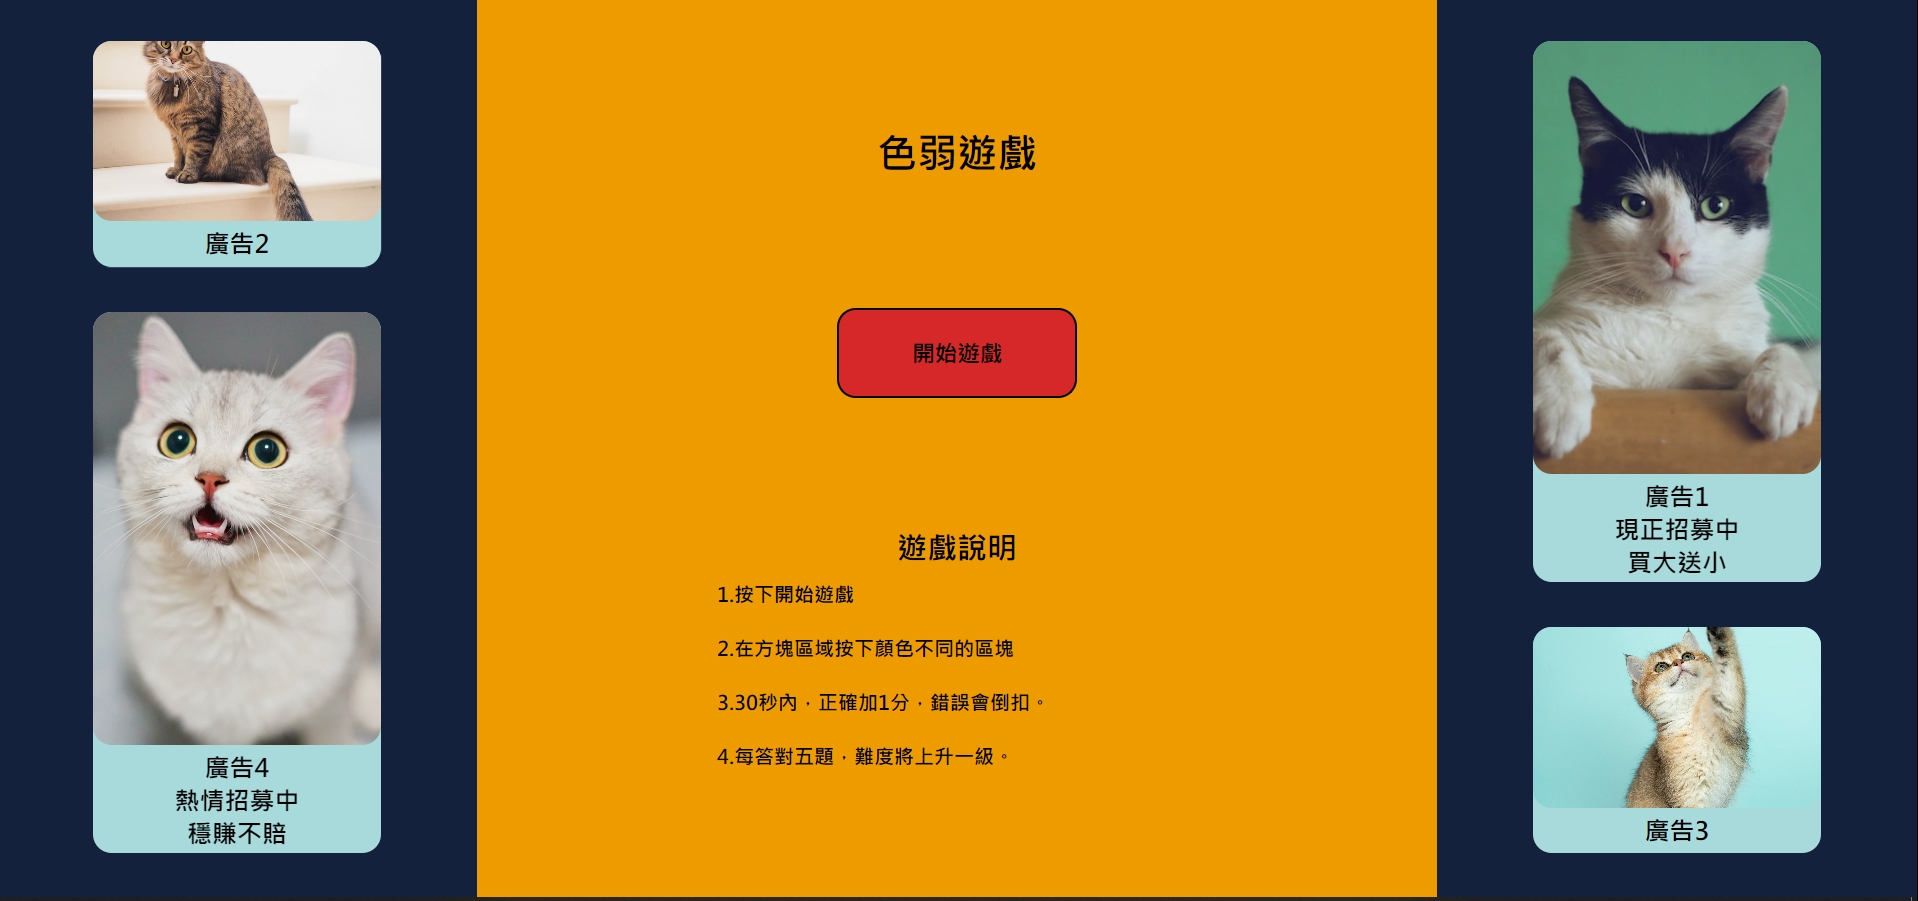 廣告2
廣告4
熱情招募中
穩賺不賠
色弱遊戲
開始遊戲
遊戲說明
1.按下開始遊戲
2.在方塊區域按下顏色不同的區塊
3.30秒內，正確加1分，錯誤會倒扣。
4.每答對五題，難度將上升一級。
廣告1
現正招募中
買大送小
廣告3